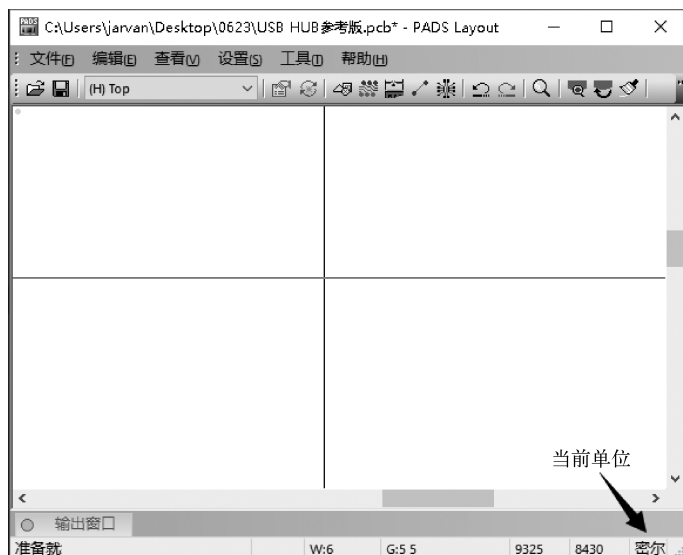 C:\Users\jarvan\Desktop\0623\USB HUB参考版.pcb* - PADS Layout
文件(F) 编辑(E) 查看(V) 设置(S) 工具(T) 帮助(H)
(H) Top
当前单位
输出窗口
准备就 W:6 G:5 5 9325 8430 密尔